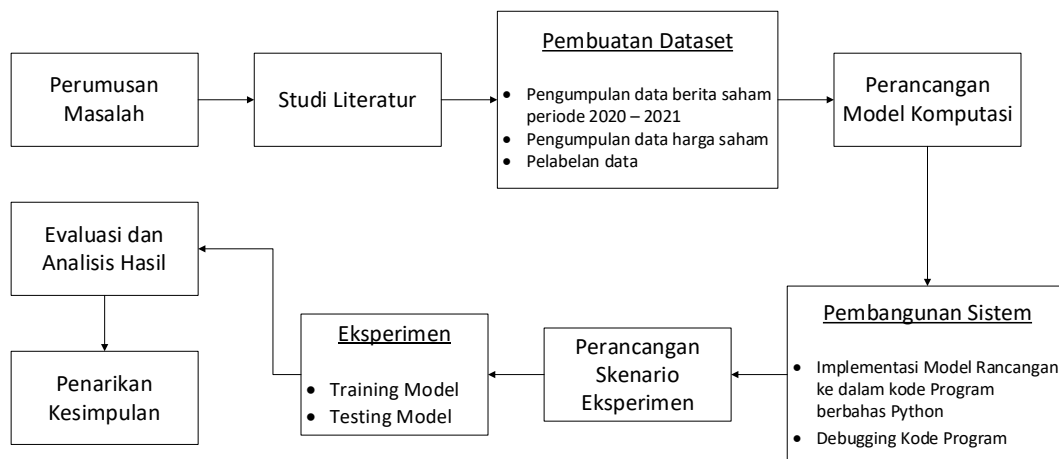 Perumusan
Masalah
Studi Literatur
Pembuatan Dataset
• Pengumpulan data berita saham
periode 2020 – 2021
• Pengumpulan data harga saham
• Pelabelan data
Perancangan
Model Komputasi
Pembangunan Sistem
• Implementasi Model Rancangan
ke dalam kode Program
berbahas Python
• Debugging Kode Program
Perancangan
Skenario
Eksperimen
Eksperimen
• Training Model
• Testing Model
Evaluasi dan
Analisis Hasil
Penarikan
Kesimpulan